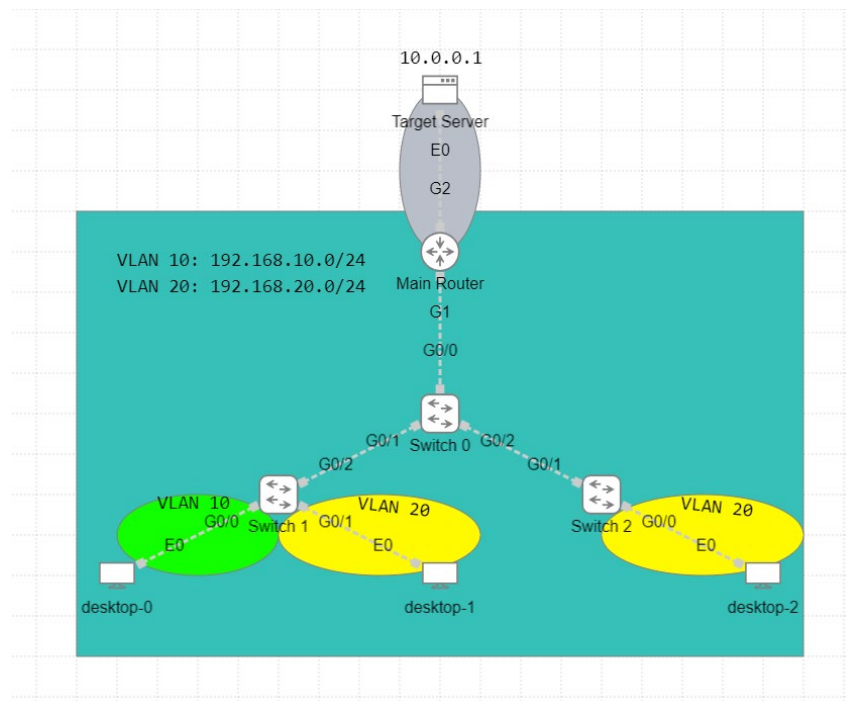 10.0.0.1
Target Server
E0
G2
VLAN 10: 192.168.10.0/24
VLAN 20: 192.168.20.0/24
Main Router
G1
G0/0
Switch 0
G0/1
G0/2
G0/2
G0/1
VLAN 10
VLAN 20
VLAN 20
G0/0
Switch 1
G0/1
Switch 2
G0/0
E0
E0
E0
desktop-0
desktop-1
desktop-2